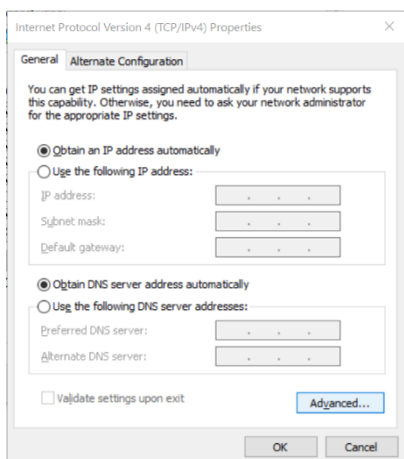 Internet Protocol Version 4 (TCP/IPv4) Properties
General
Alternate Configuration
You can get IP settings assigned automatically if your network supports
this capability. Otherwise, you need to ask your network administrator
for the appropriate IP settings.
Obtain an IP address automatically
Use the following IP address:
IP address:
Subnet mask:
Default gateway:
Obtain DNS server address automatically
Use the following DNS server addresses:
Preferred DNS server:
Alternate DNS server:
Validate settings upon exit
Advanced...
OK
Cancel